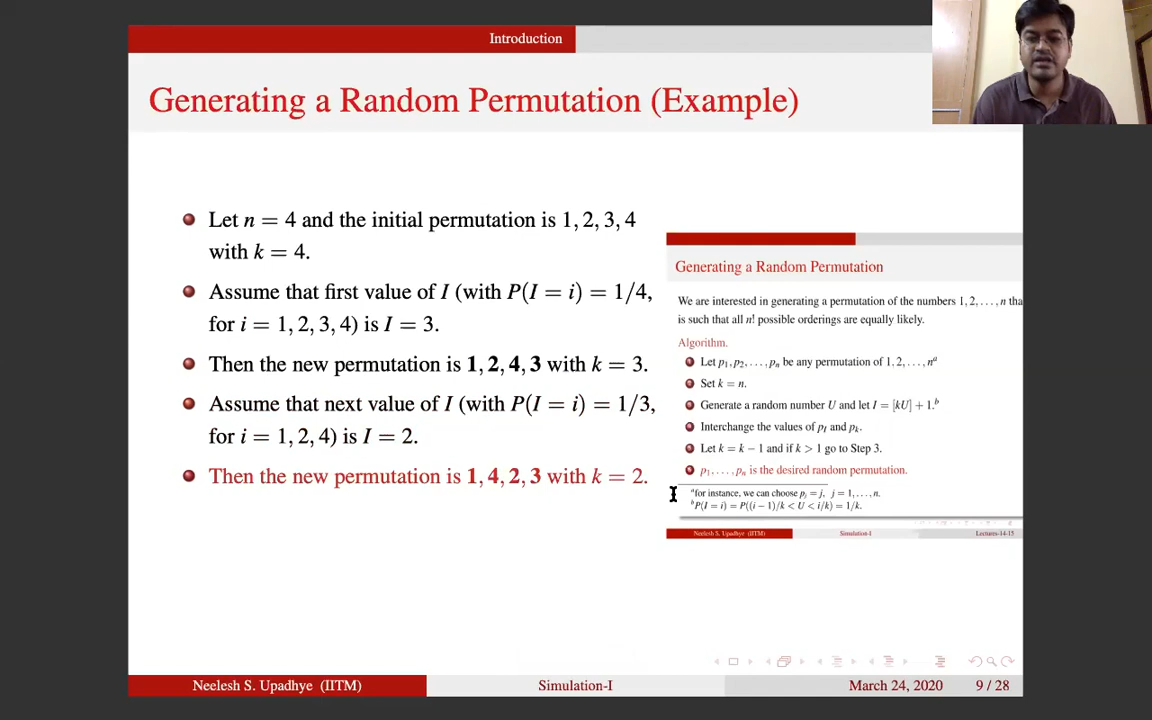 Introduction
Generating a Random Permutation (Example)
Let n = 4 and the initial permutation is 1, 2, 3, 4
with k = 4.
Assume that first value of I (with P(I = i) = 1/4,
for i = 1, 2, 3, 4) is I = 3.
Then the new permutation is 1, 2, 4, 3 with k = 3.
Assume that next value of I (with P(I = i) = 1/3,
for i = 1, 2, 4) is I = 2.
Then the new permutation is 1, 4, 2, 3 with k = 2.
Generating a Random Permutation
We are interested in generating a permutation of the numbers 1, 2, . . . , n tha
is such that all n! possible orderings are equally likely.
Algorithm.
Let p₁, p₂, . . . , pₙ be any permutation of 1, 2, . . . , nᵃ
Set k = n.
Generate a random number U and let I = [kU] + 1.ᵇ
Interchange the values of p_I and pₖ.
Let k = k − 1 and if k > 1 go to Step 3.
p₁, . . . , pₙ is the desired random permutation.
ᵃfor instance, we can choose pⱼ = j, j = 1, . . . , n.
ᵇP(I = i) = P((i − 1)/k < U < i/k) = 1/k.
Neelesh S. Upadhye (IITM) Simulation-I Lectures-14-15
Neelesh S. Upadhye (IITM) Simulation-I March 24, 2020 9 / 28